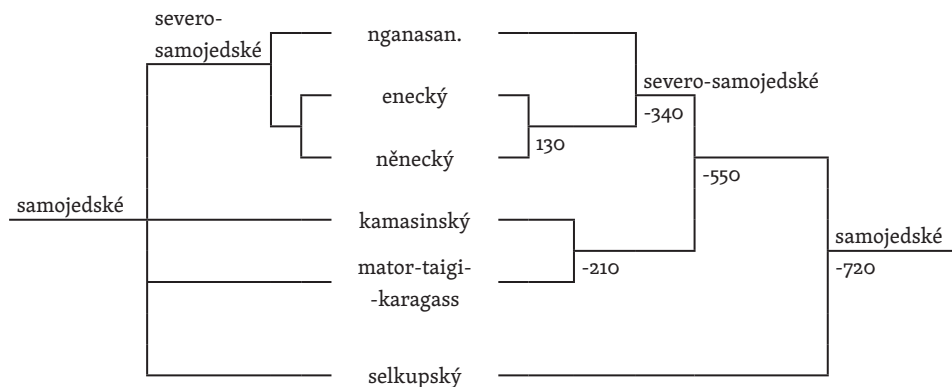 severo-
samojedské
nganasan.
severo-samojedské
enecký
-340
130
něnecký
-550
samojedské
kamasinský
samojedské
mator-taigi-
-karagass
-210
-720
selkupský